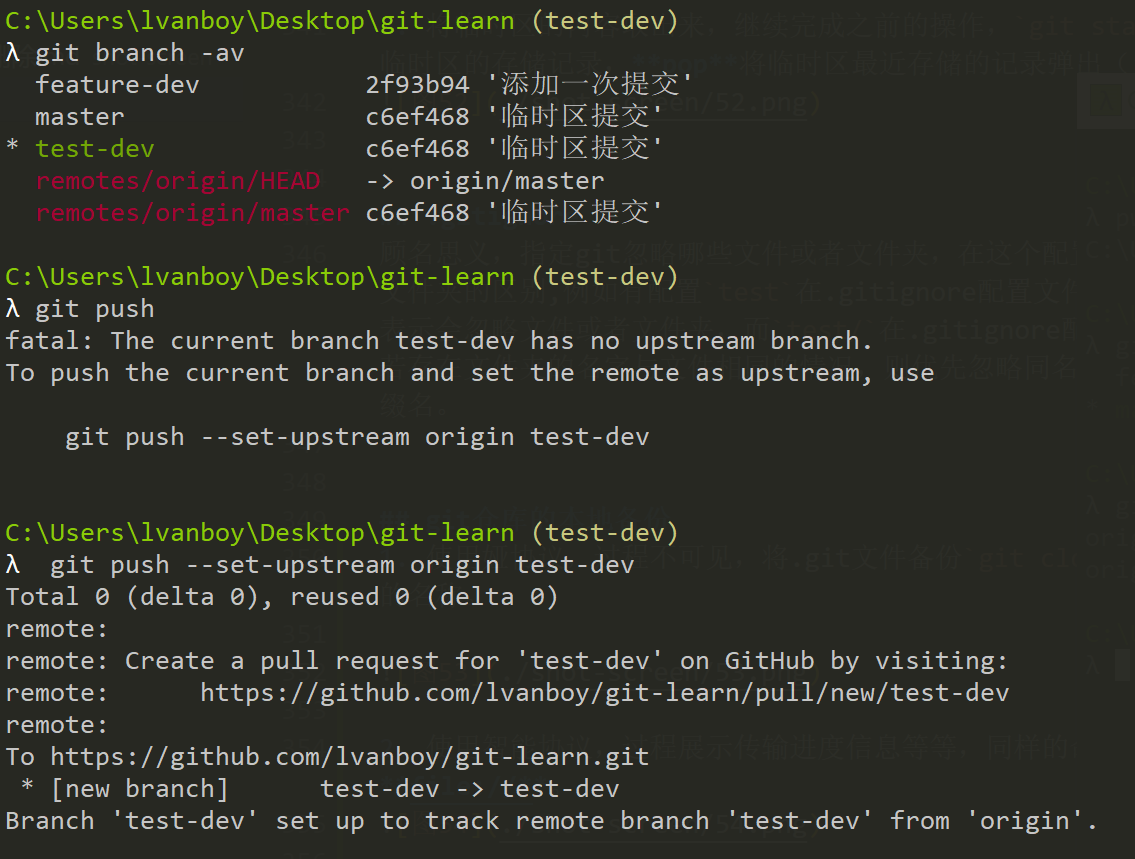 C:\Users\lvanboy\Desktop\git-learn (test-dev)
λ git branch -av
feature-dev 2f93b94 '添加一次提交'
master c6ef468 '临时区提交'
* test-dev c6ef468 '临时区提交'
remotes/origin/HEAD -> origin/master
remotes/origin/master c6ef468 '临时区提交'
C:\Users\lvanboy\Desktop\git-learn (test-dev)
λ git push
fatal: The current branch test-dev has no upstream branch.
To push the current branch and set the remote as upstream, use
git push --set-upstream origin test-dev
C:\Users\lvanboy\Desktop\git-learn (test-dev)
λ git push --set-upstream origin test-dev
Total 0 (delta 0), reused 0 (delta 0)
remote:
remote: Create a pull request for 'test-dev' on GitHub by visiting:
remote: https://github.com/lvanboy/git-learn/pull/new/test-dev
remote:
To https://github.com/lvanboy/git-learn.git
* [new branch] test-dev -> test-dev
Branch 'test-dev' set up to track remote branch 'test-dev' from 'origin'.